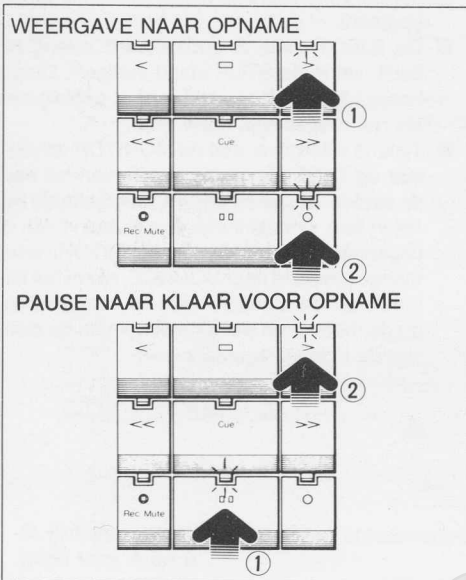 WEERGAVE NAAR OPNAME
< □ >
①
<< Cue >>
Rec. Mute ▯▯ ○
②
PAUSE NAAR KLAAR VOOR OPNAME
< □ >
②
<< Cue >>
Rec. Mute ▯▯ ○
①